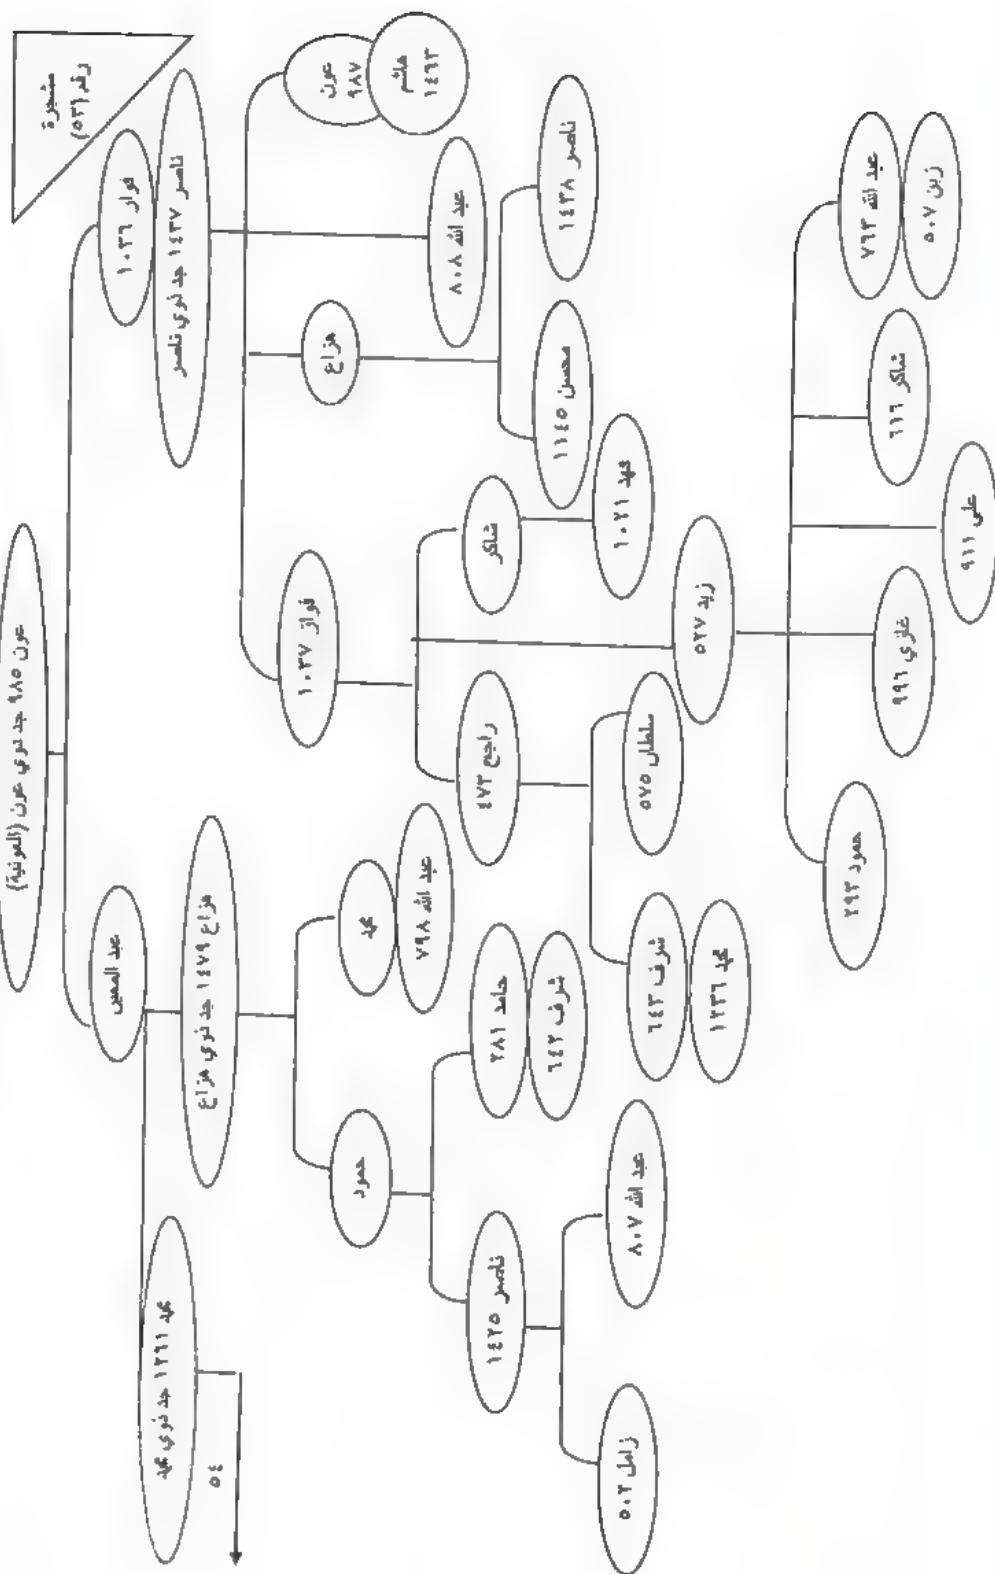 مشجرة
رقم (٥٣)
عون ٩٨٥ جد ذوي عون (العونية)
فواز ١٠٣٦
ناصر ١٤٣٧ جد ذوي ناصر
عبد المعين
هزاع ١٤٧٩ جد ذوي هزاع
محمد ١٢٦١ جد ذوي محمد
٥٤
عون
٩٨٧
هاشم
١٤٦٣
عبد الله ٨٠٨
هزاع
فواز ١٠٣٧
محمد
عبد الله ٧٩٨
حمود
ناصر ١٤٣٨
محسن ١١٤٥
شاكر
فهد ١٠٢١
زيد ٥٢٧
راجح ٤٧٣
حامد ٢٨١
شرف ٦٤٢
ناصر ١٤٢٥
سلطان ٥٧٥
شرف ٦٤٣
محمد ١٢٣٦
عبد الله ٨٠٧
زامل ٥٠٢
عبد الله ٧٦٣
زبن ٥٠٧
شاكر ٦١٦
علي ٩١١
غازي ٩٩٦
حمود ٢٩٣